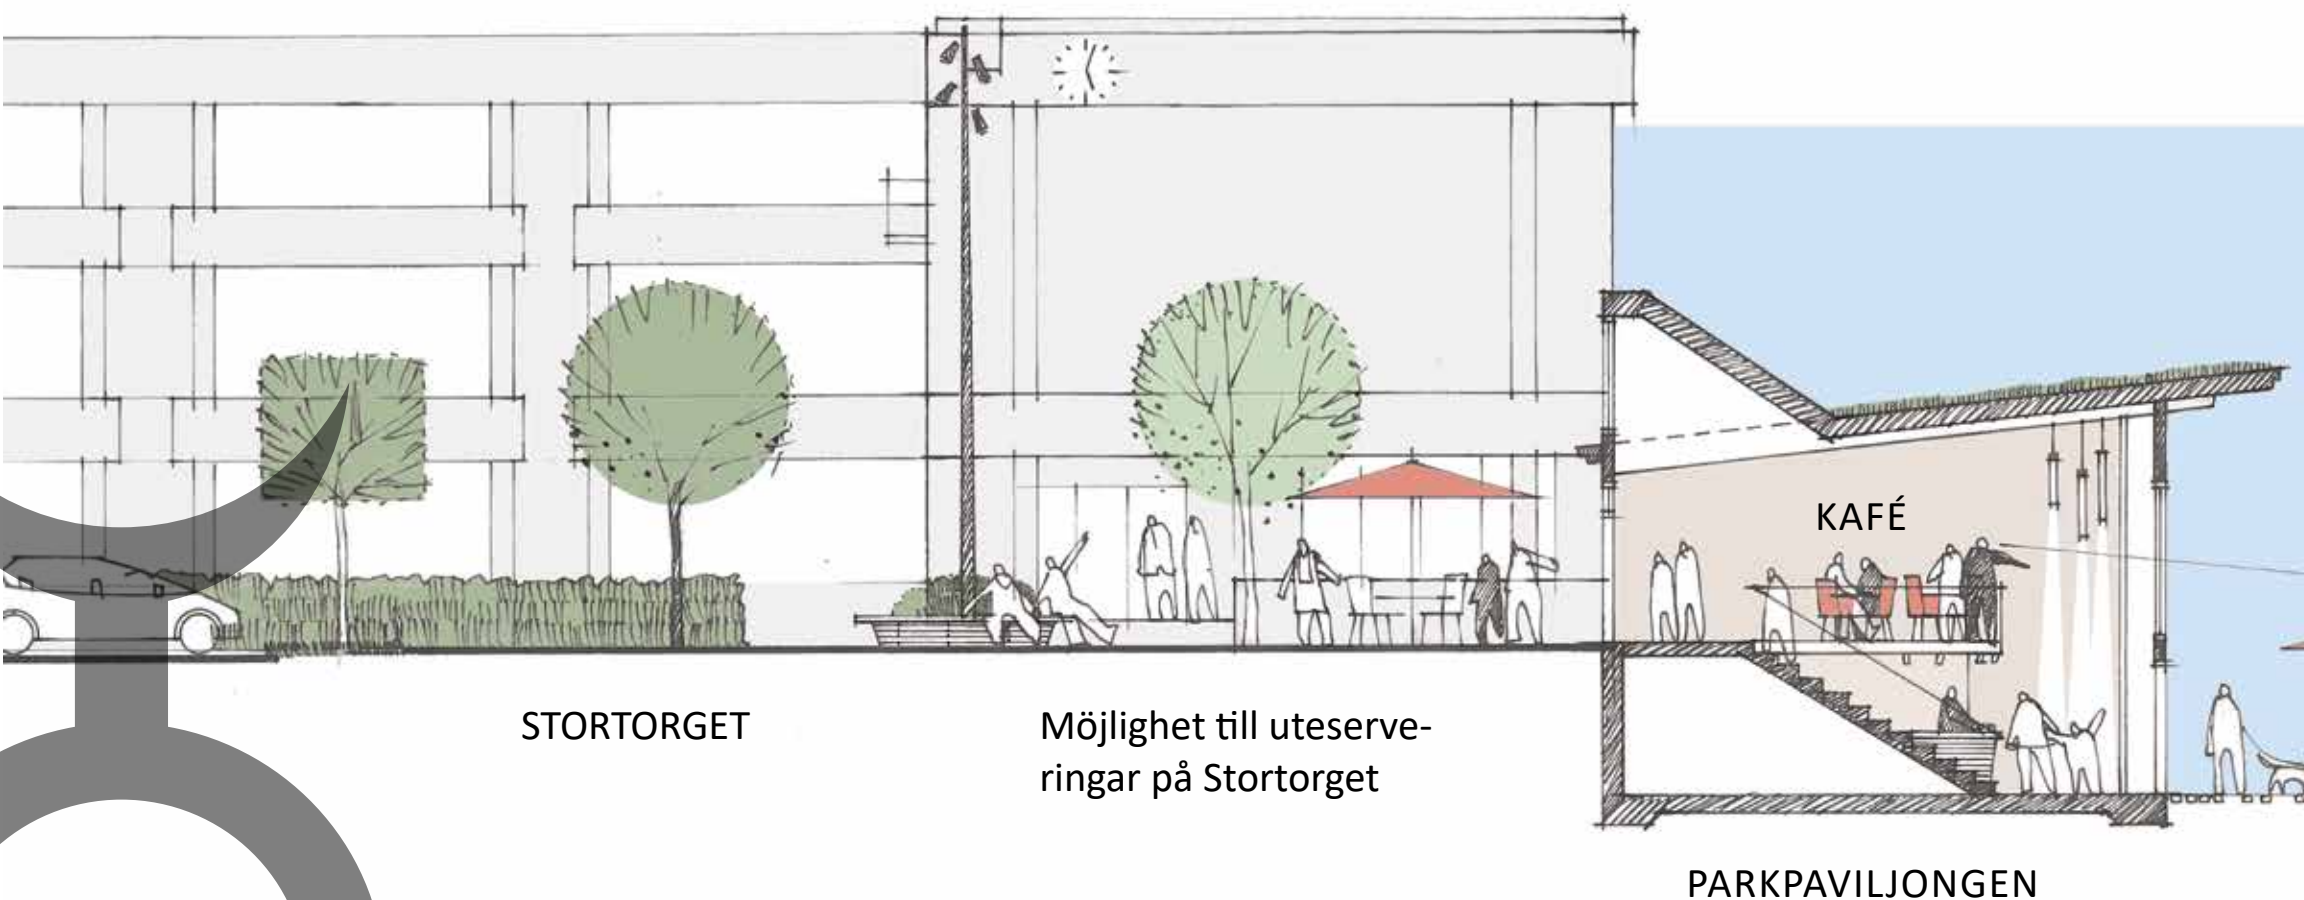 KAFÉ
STORTORGET
Möjlighet till uteserve-
ringar på Stortorget
PARKPAVILJONGEN